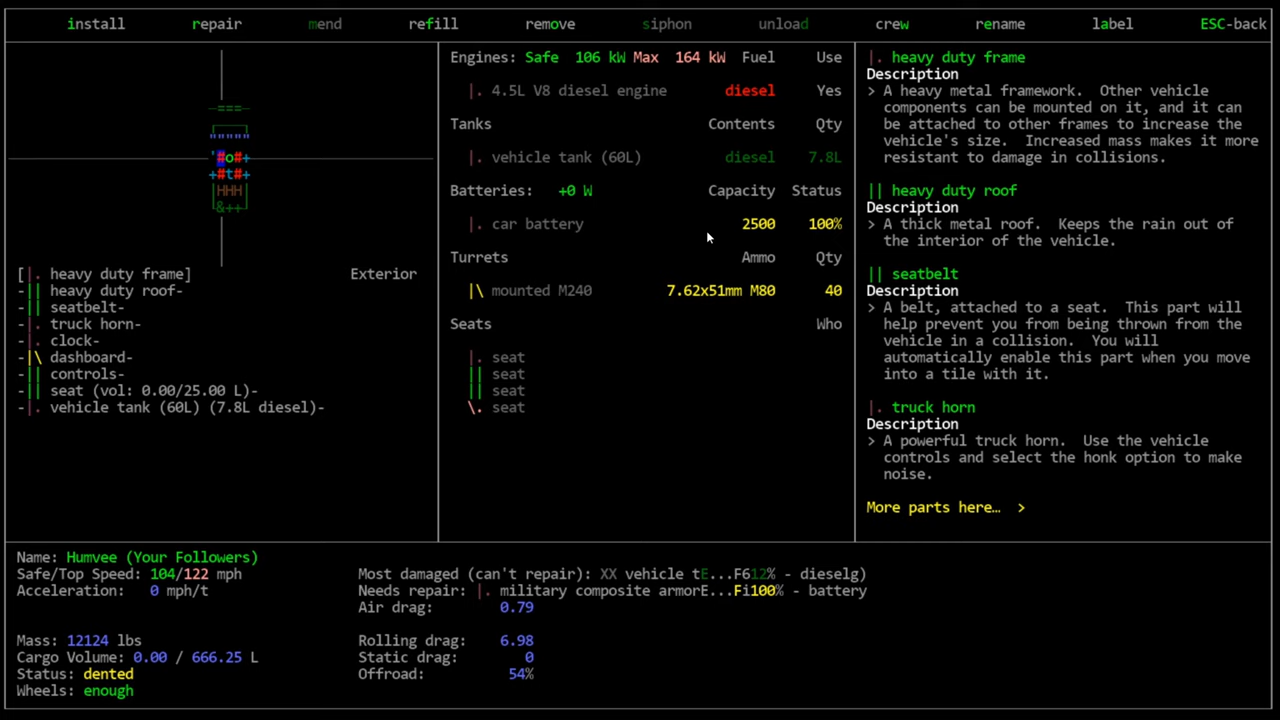 install repair mend refill remove siphon unload crew rename label ESC-back
Engines: Safe 106 kW Max 164 kW Fuel Use
|. 4.5L V8 diesel engine diesel Yes
Tanks Contents Qty
|. vehicle tank (60L) diesel 7.8L
Batteries: +0 W Capacity Status
|. car battery 2500 100%
Turrets Ammo Qty
|\ mounted M240 7.62x51mm M80 40
Seats Who
|. seat
|| seat
|| seat
\. seat
[|. heavy duty frame] Exterior
-|| heavy duty roof-
-|| seatbelt-
-|. truck horn-
-|. clock-
-|\ dashboard-
-|| controls-
-|| seat (vol: 0.00/25.00 L)-
-|. vehicle tank (60L) (7.8L diesel)-
|. heavy duty frame
Description
> A heavy metal framework. Other vehicle
components can be mounted on it, and it can
be attached to other frames to increase the
vehicle's size. Increased mass makes it more
resistant to damage in collisions.
|| heavy duty roof
Description
> A thick metal roof. Keeps the rain out of
the interior of the vehicle.
|| seatbelt
Description
> A belt, attached to a seat. This part will
help prevent you from being thrown from the
vehicle in a collision. You will
automatically enable this part when you move
into a tile with it.
|. truck horn
Description
> A powerful truck horn. Use the vehicle
controls and select the honk option to make
noise.
More parts here… >
Name: Humvee (Your Followers)
Safe/Top Speed: 104/122 mph
Acceleration: 0 mph/t
Mass: 12124 lbs
Cargo Volume: 0.00 / 666.25 L
Status: dented
Wheels: enough
Most damaged (can't repair): XX vehicle tE...F612% - dieselg)
Needs repair: |. military composite armorE...Fi100% - battery
Air drag: 0.79
Rolling drag: 6.98
Static drag: 0
Offroad: 54%